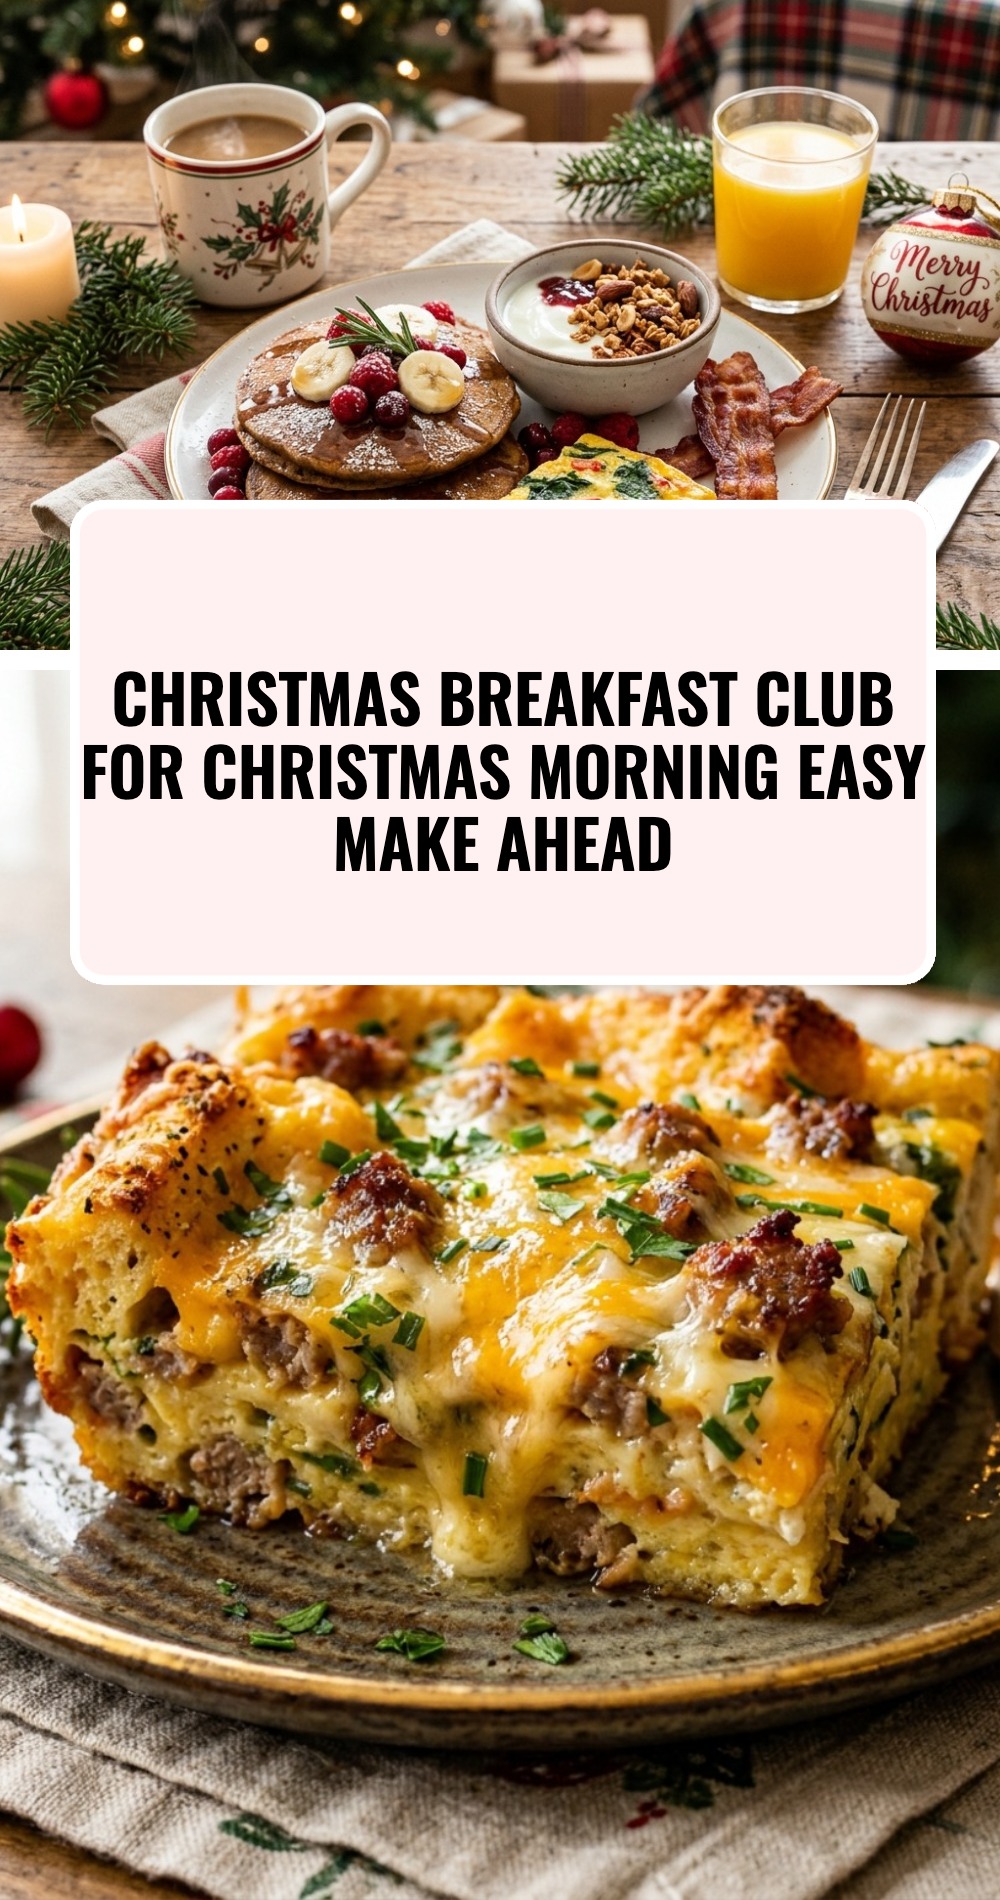 Merry
Christmas
CHRISTMAS BREAKFAST CLUB
FOR CHRISTMAS MORNING EASY
MAKE AHEAD